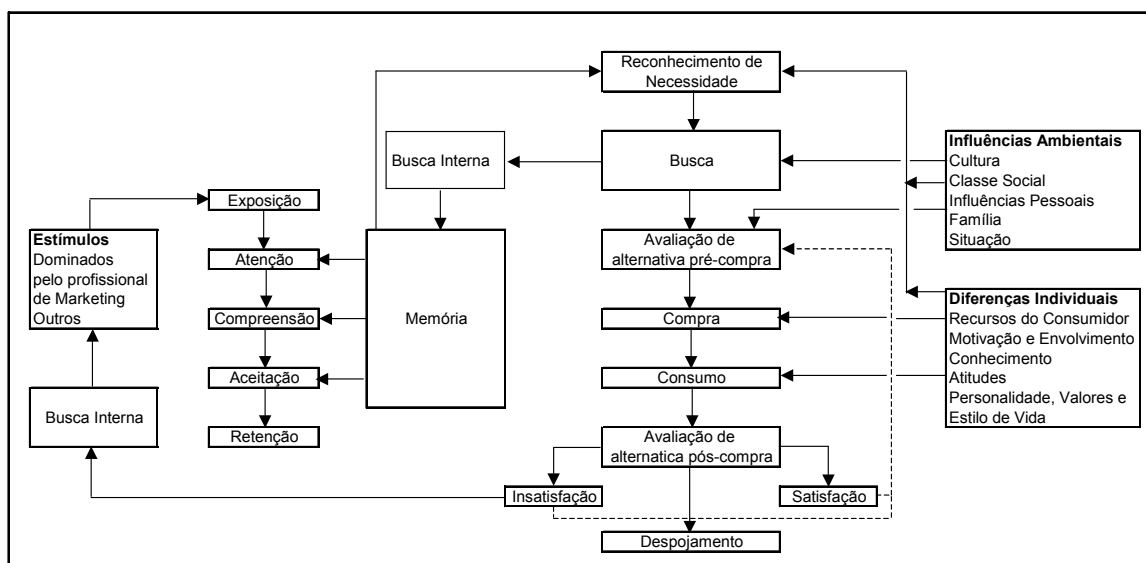 Reconhecimento de
Necessidade
Busca Interna
Busca
Influências Ambientais
Cultura
Classe Social
Influências Pessoais
Família
Situação
Exposição
Estímulos
Dominados
pelo profissional
de Marketing
Outros
Atenção
Compreensão
Aceitação
Retenção
Memória
Avaliação de
alternativa pré-compra
Compra
Consumo
Diferenças Individuais
Recursos do Consumidor
Motivação e Envolvimento
Conhecimento
Atitudes
Personalidade, Valores e
Estilo de Vida
Busca Interna
Avaliação de
alternatica pós-compra
Insatisfação
Satisfação
Despojamento